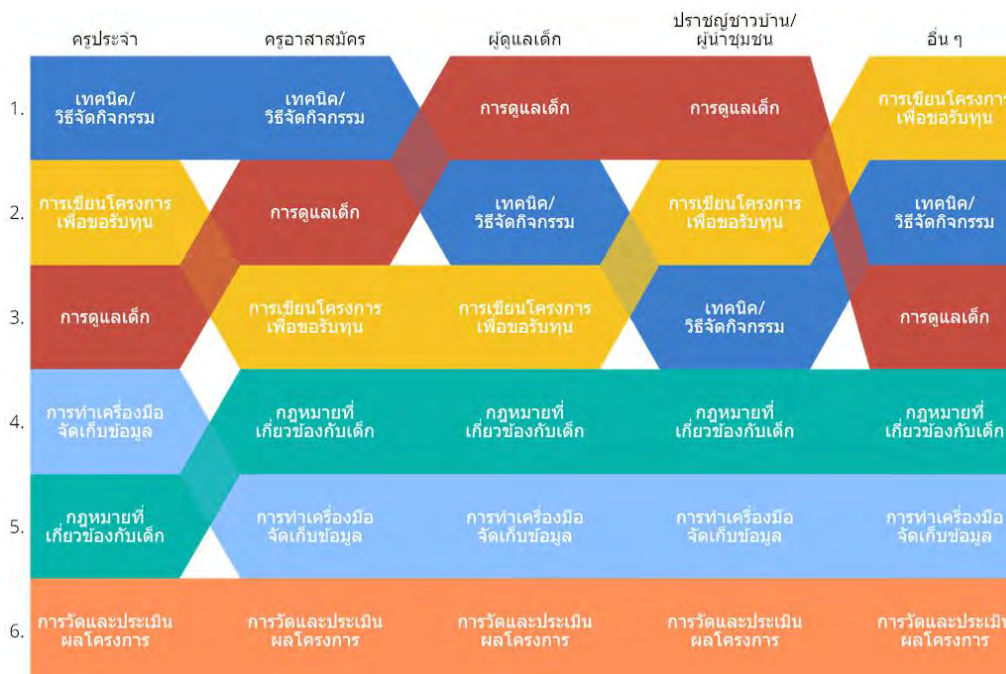 ครูประจำ
ครูอาสาสมัคร
ผู้ดูแลเด็ก
ปราชญ์ชาวบ้าน/
ผู้นำชุมชน
อื่น ๆ
1.
เทคนิค/
วิธีจัดกิจกรรม
เทคนิค/
วิธีจัดกิจกรรม
การดูแลเด็ก
การดูแลเด็ก
การเขียนโครงการ
เพื่อขอรับทุน
2.
การเขียนโครงการ
เพื่อขอรับทุน
การดูแลเด็ก
เทคนิค/
วิธีจัดกิจกรรม
การเขียนโครงการ
เพื่อขอรับทุน
เทคนิค/
วิธีจัดกิจกรรม
3.
การดูแลเด็ก
การเขียนโครงการ
เพื่อขอรับทุน
การเขียนโครงการ
เพื่อขอรับทุน
เทคนิค/
วิธีจัดกิจกรรม
การดูแลเด็ก
4.
การทำเครื่องมือ
จัดเก็บข้อมูล
กฎหมายที่
เกี่ยวข้องกับเด็ก
กฎหมายที่
เกี่ยวข้องกับเด็ก
กฎหมายที่
เกี่ยวข้องกับเด็ก
กฎหมายที่
เกี่ยวข้องกับเด็ก
5.
กฎหมายที่
เกี่ยวข้องกับเด็ก
การทำเครื่องมือ
จัดเก็บข้อมูล
การทำเครื่องมือ
จัดเก็บข้อมูล
การทำเครื่องมือ
จัดเก็บข้อมูล
การทำเครื่องมือ
จัดเก็บข้อมูล
6.
การวัดและประเมิน
ผลโครงการ
การวัดและประเมิน
ผลโครงการ
การวัดและประเมิน
ผลโครงการ
การวัดและประเมิน
ผลโครงการ
การวัดและประเมิน
ผลโครงการ